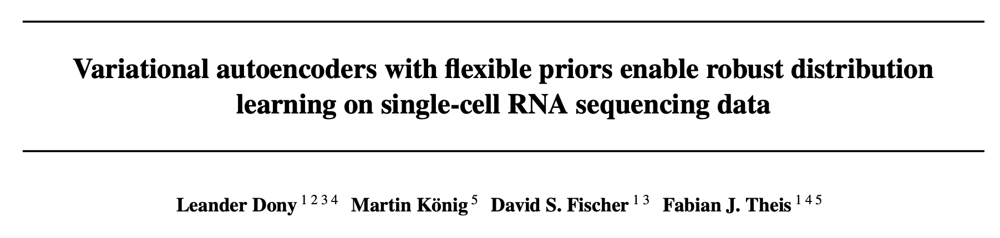 Variational autoencoders with flexible priors enable robust distribution
learning on single-cell RNA sequencing data
Leander Dony 1 2 3 4 Martin König 5 David S. Fischer 1 3 Fabian J. Theis 1 4 5